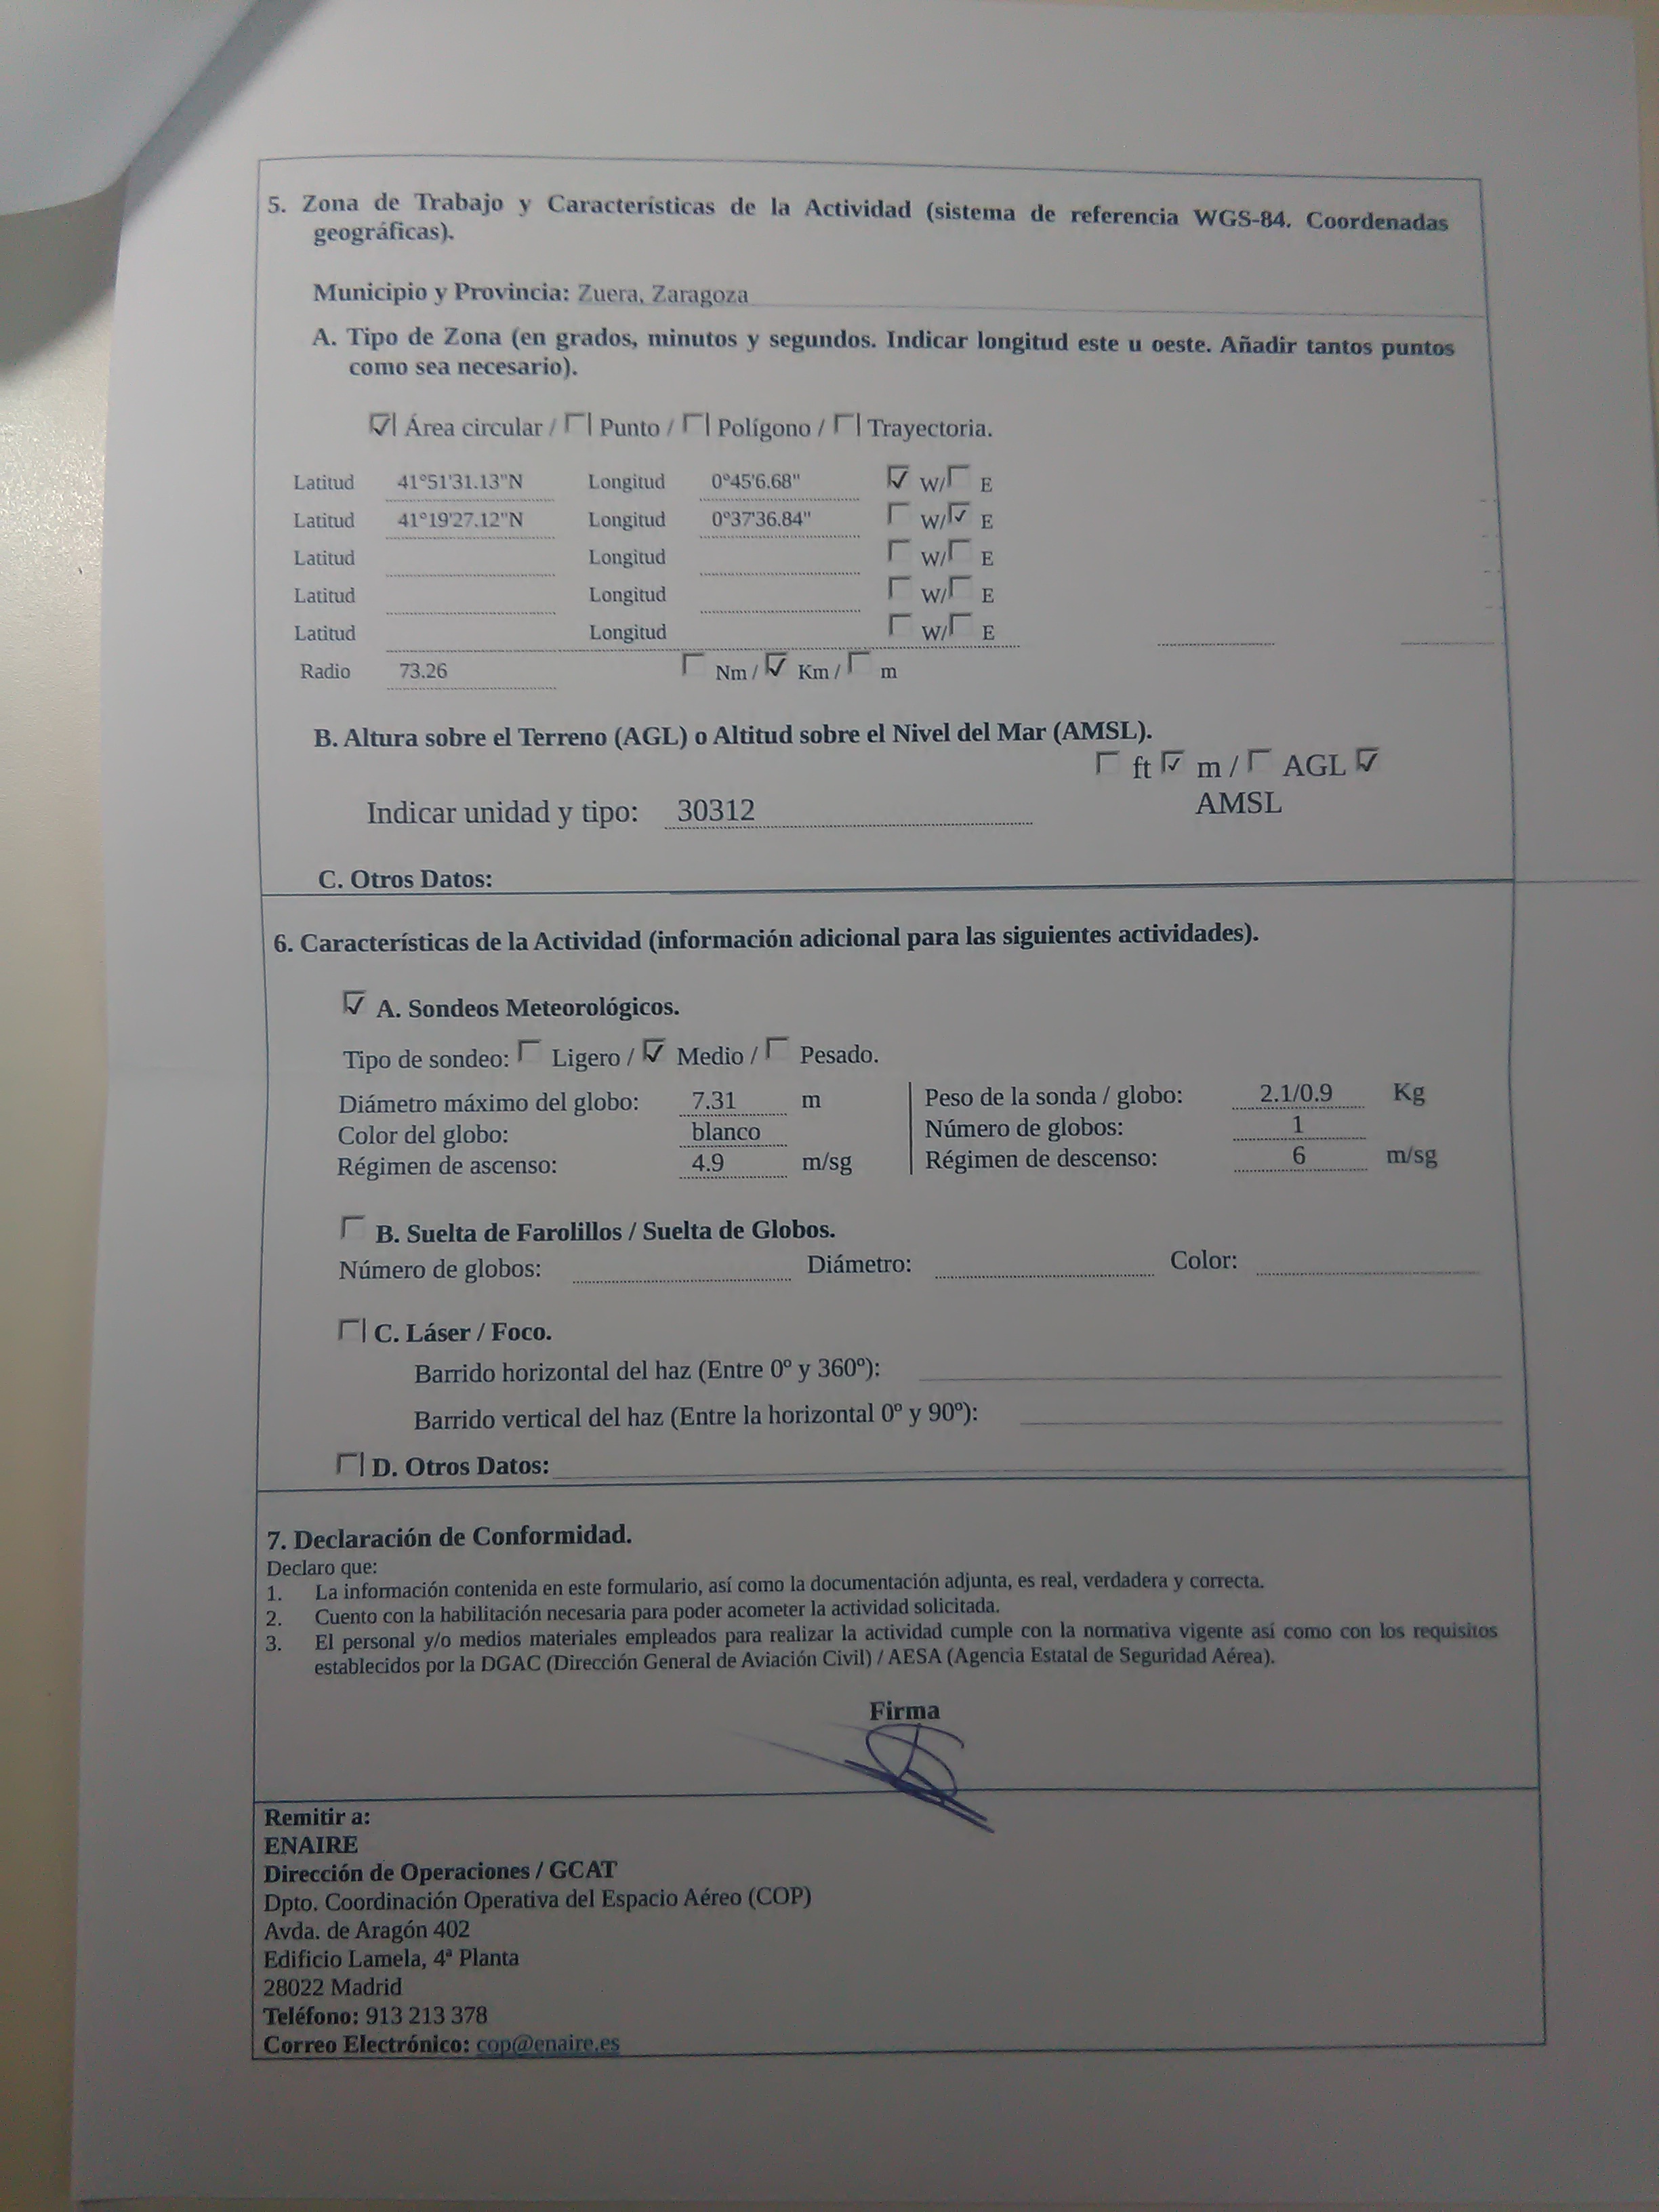 5. Zona de Trabajo y Características de la Actividad (sistema de referencia WGS-84. Coordenadas
geográficas).
Municipio y Provincia: Zuera, Zaragoza
A. Tipo de Zona (en grados, minutos y segundos. Indicar longitud este u oeste. Añadir tantos puntos
como sea necesario).
Área circular / Punto / Polígono / Trayectoria.
Latitud 41°51'31.13"N Longitud 0°45'6.68" W/ E
Latitud 41°19'27.12"N Longitud 0°37'36.84" W/ E
Latitud Longitud W/ E
Latitud Longitud W/ E
Latitud Longitud W/ E
Radio 73.26 Nm / Km / m
B. Altura sobre el Terreno (AGL) o Altitud sobre el Nivel del Mar (AMSL).
ft m / AGL
Indicar unidad y tipo: 30312 AMSL
C. Otros Datos:
6. Características de la Actividad (información adicional para las siguientes actividades).
A. Sondeos Meteorológicos.
Tipo de sondeo: Ligero / Medio / Pesado.
Diámetro máximo del globo: 7.31 m Peso de la sonda / globo: 2.1/0.9 Kg
Color del globo: blanco Número de globos: 1
Régimen de ascenso: 4.9 m/sg Régimen de descenso: 6 m/sg
B. Suelta de Farolillos / Suelta de Globos.
Número de globos: Diámetro: Color:
C. Láser / Foco.
Barrido horizontal del haz (Entre 0º y 360º):
Barrido vertical del haz (Entre la horizontal 0º y 90º):
D. Otros Datos:
7. Declaración de Conformidad.
Declaro que:
1. La información contenida en este formulario, así como la documentación adjunta, es real, verdadera y correcta.
2. Cuento con la habilitación necesaria para poder acometer la actividad solicitada.
3. El personal y/o medios materiales empleados para realizar la actividad cumple con la normativa vigente así como con los requisitos
establecidos por la DGAC (Dirección General de Aviación Civil) / AESA (Agencia Estatal de Seguridad Aérea).
Firma
Remitir a:
ENAIRE
Dirección de Operaciones / GCAT
Dpto. Coordinación Operativa del Espacio Aéreo (COP)
Avda. de Aragón 402
Edificio Lamela, 4ª Planta
28022 Madrid
Teléfono: 913 213 378
Correo Electrónico: cop@enaire.es